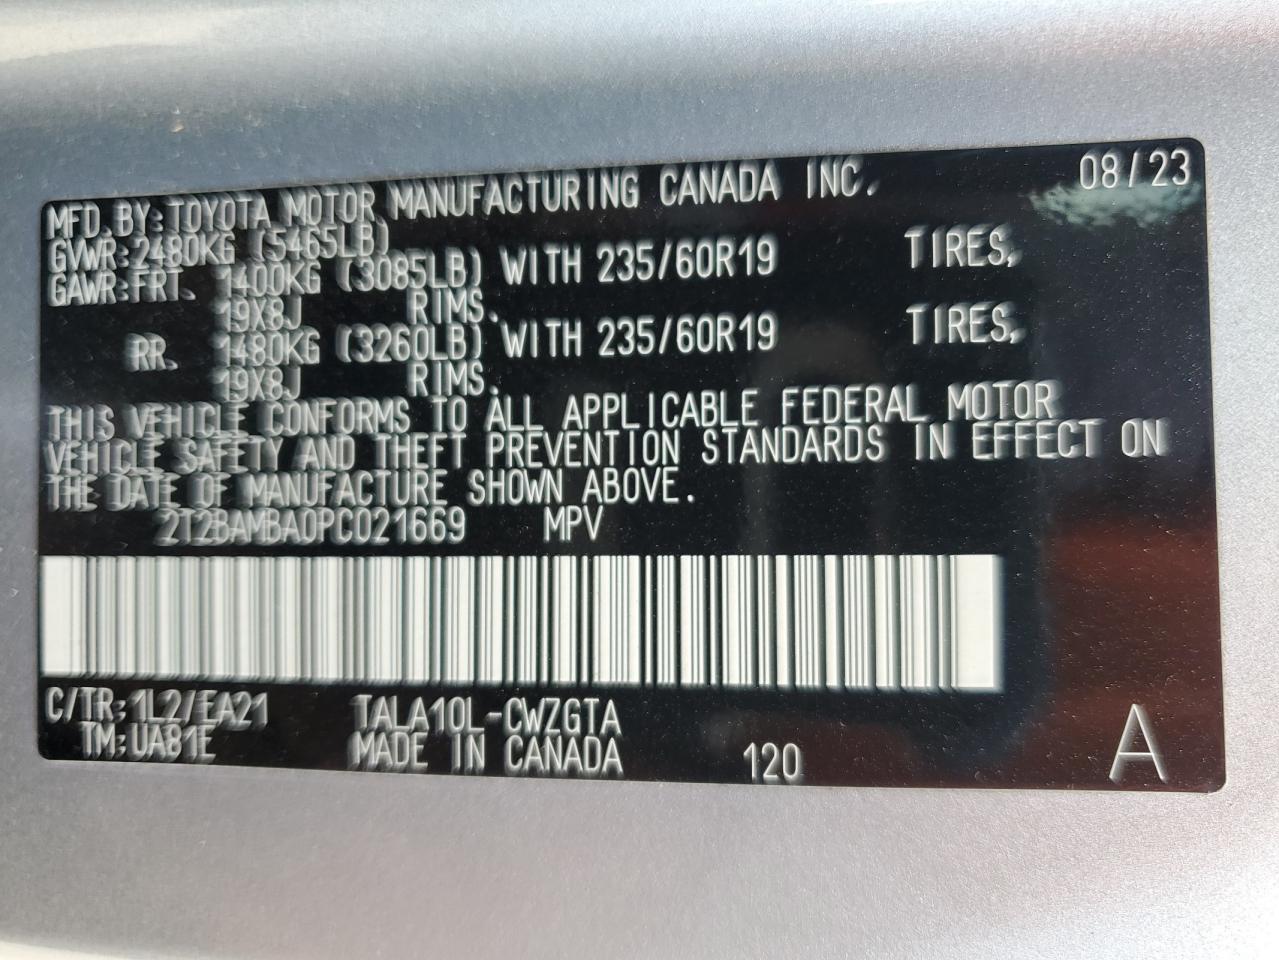 MFD.BY:TOYOTA MOTOR MANUFACTURING CANADA INC. 08/23
GVWR:2480KG (5465LB)
GAWR:FRT. 1400KG (3085LB) WITH 235/60R19 TIRES,
19X8J RIMS.
RR. 1480KG (3260LB) WITH 235/60R19 TIRES,
19X8J RIMS.
THIS VEHICLE CONFORMS TO ALL APPLICABLE FEDERAL MOTOR
VEHICLE SAFETY AND THEFT PREVENTION STANDARDS IN EFFECT ON
THE DATE OF MANUFACTURE SHOWN ABOVE.
2T2BAMBA0PC021669 MPV
C/TR:1L2/EA21 TALA10L-CWZGTA
TM:UA81E MADE IN CANADA 120 A